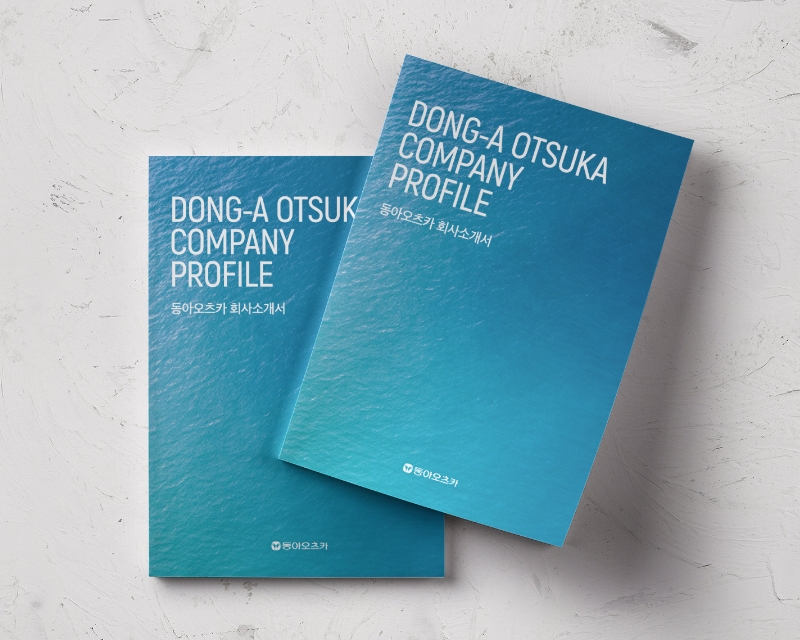 DONG-A OTSUK
COMPANY
PROFILE
동아오츠카 회사소개서
동아오츠카
DONG-A OTSUKA
COMPANY
PROFILE
동아오츠카 회사소개서
동아오츠카